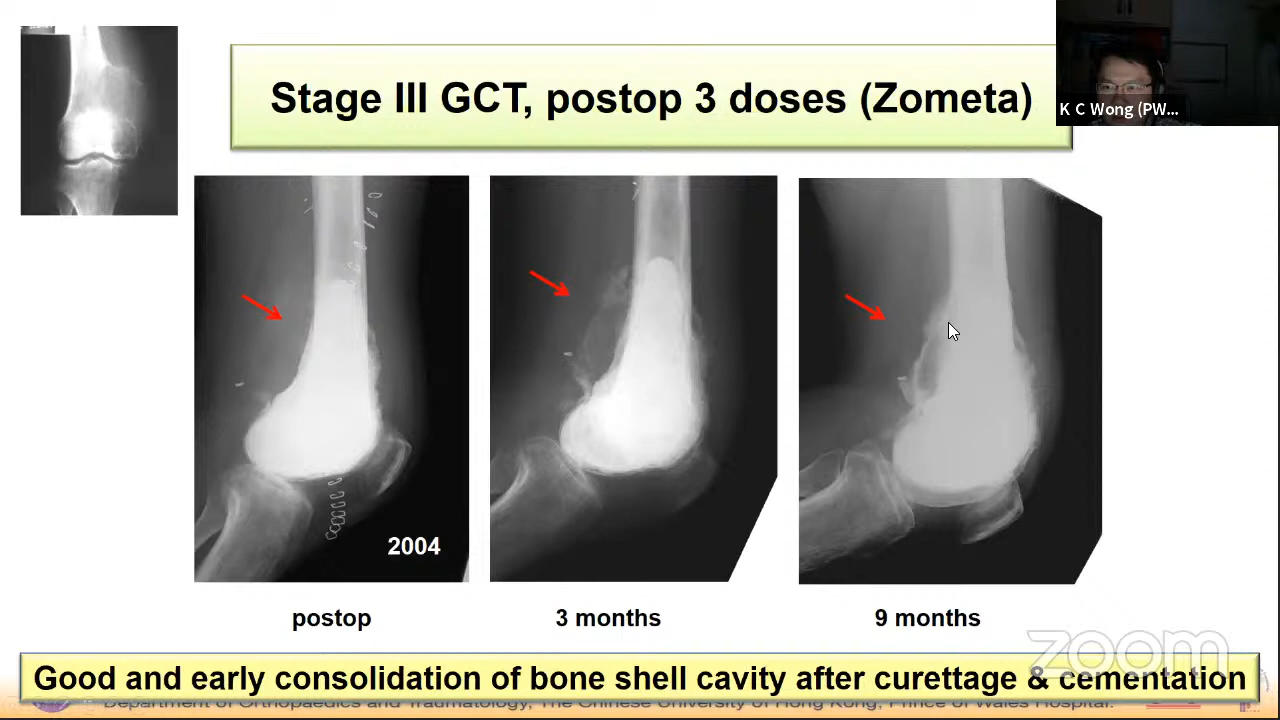 Stage III GCT, postop 3 doses (Zometa)
K C Wong (PW...
2004
postop
3 months
9 months
zoom
Good and early consolidation of bone shell cavity after curettage & cementation
Department of Orthopaedics and Traumatology, The Chinese University of Hong Kong, Prince of Wales Hospital.